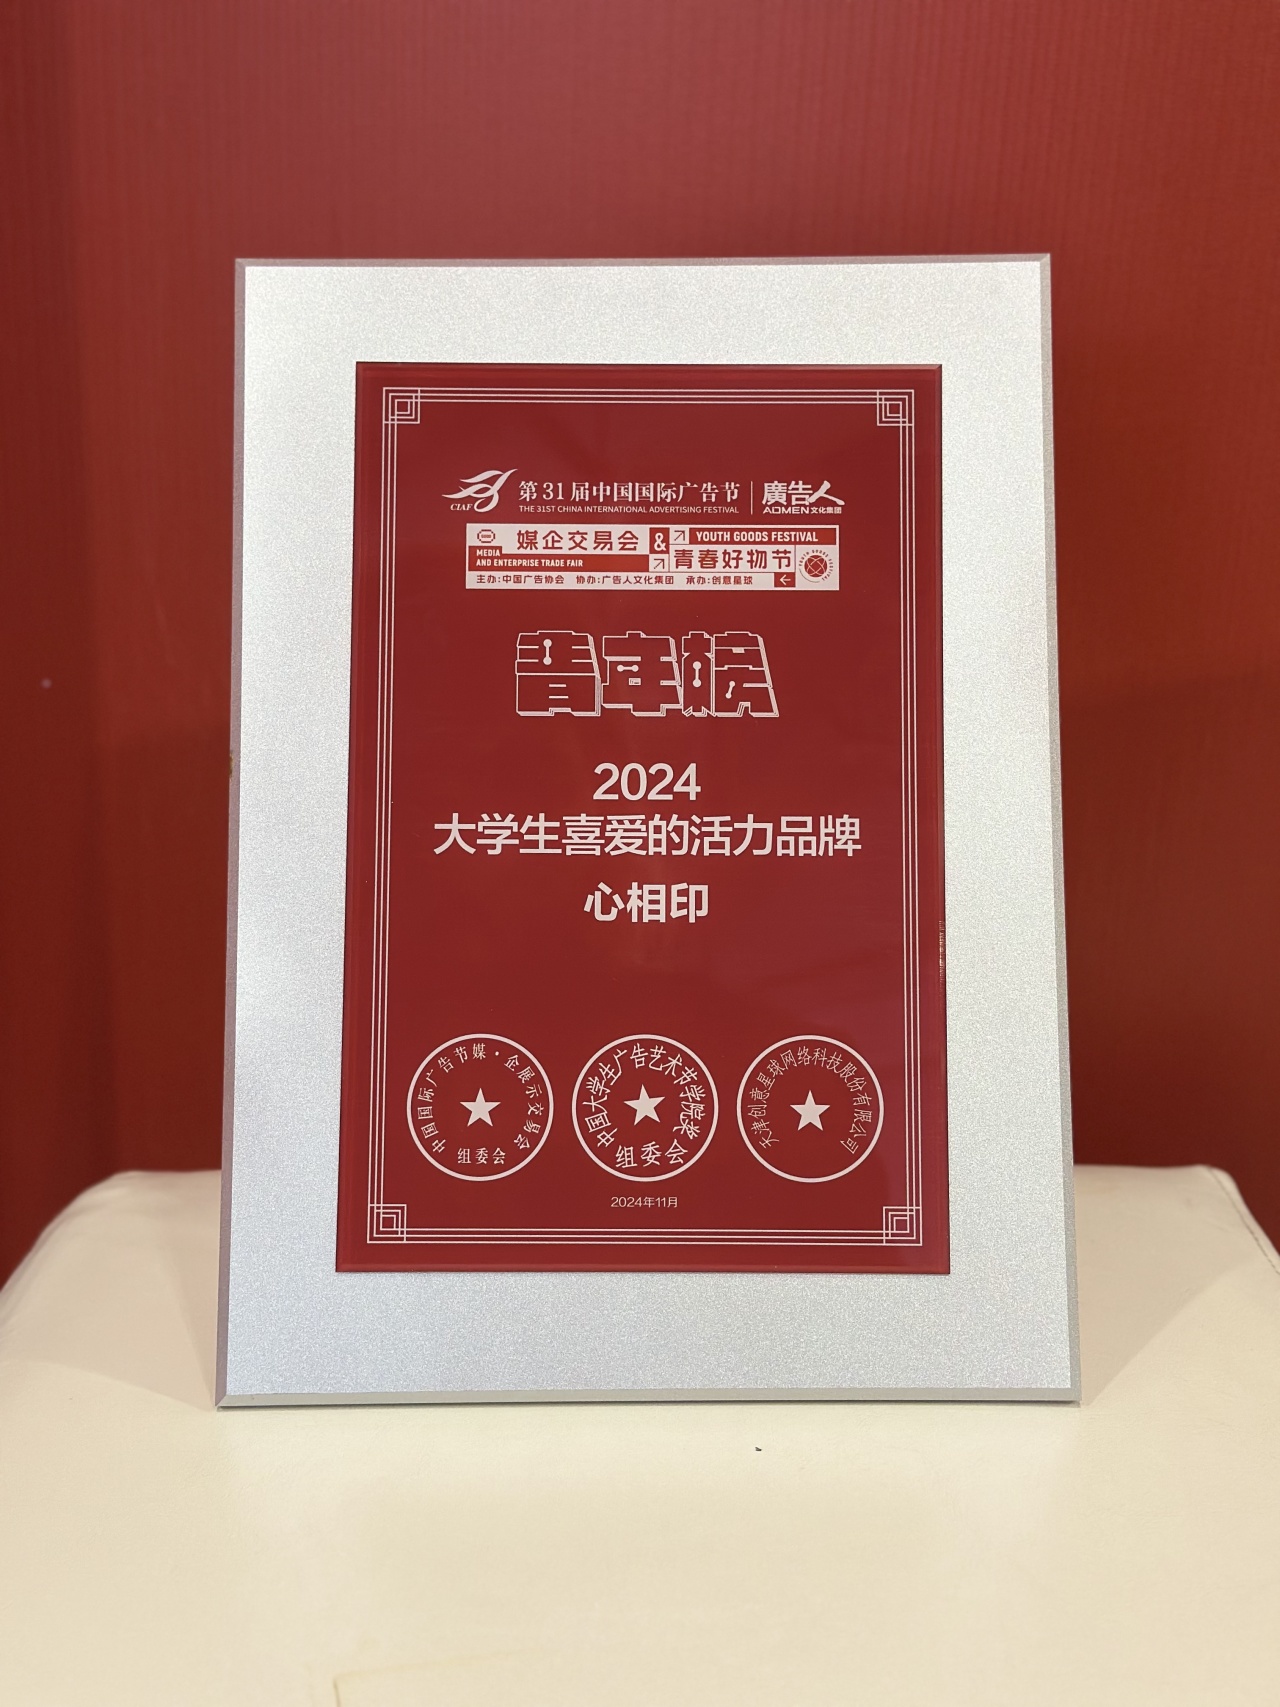 第31届中国国际广告节
THE 31ST CHINA INTERNATIONAL ADVERTISING FESTIVAL
CIAF
廣告人
ADMEN文化集团
媒企交易会
MEDIA
AND ENTERPRISE TRADE FAIR
&
YOUTH GOODS FESTIVAL
青春好物节
主办:中国广告协会 协办:广告人文化集团 承办:创意星球
青年榜
2024
大学生喜爱的活力品牌
心相印
中国国际广告节媒·企展示交易会
组委会
中国大学生广告艺术节学院奖
组委会
天津创意星球网络科技股份有限公司
2024年11月